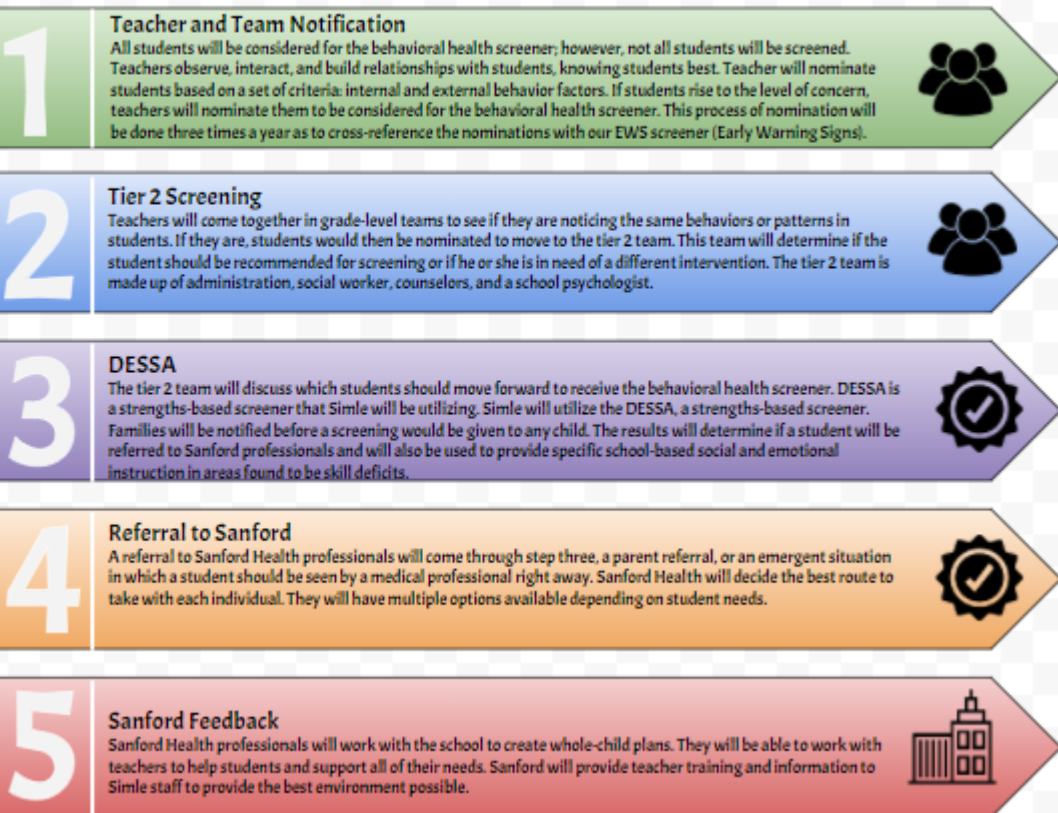 1
Teacher and Team Notification
All students will be considered for the behavioral health screener; however, not all students will be screened.
Teachers observe, interact, and build relationships with students, knowing students best. Teacher will nominate
students based on a set of criteria: internal and external behavior factors. If students rise to the level of concern,
teachers will nominate them to be considered for the behavioral health screener. This process of nomination will
be done three times a year as to cross-reference the nominations with our EWS screener (Early Warning Signs).
2
Tier 2 Screening
Teachers will come together in grade-level teams to see if they are noticing the same behaviors or patterns in
students. If they are, students would then be nominated to move to the tier 2 team. This team will determine if the
student should be recommended for screening or if he or she is in need of a different intervention. The tier 2 team is
made up of administration, social worker, counselors, and a school psychologist.
3
DESSA
The tier 2 team will discuss which students should move forward to receive the behavioral health screener. DESSA is
a strengths-based screener that Simle will be utilizing. Simle will utilize the DESSA, a strengths-based screener.
Families will be notified before a screening would be given to any child. The results will determine if a student will be
referred to Sanford professionals and will also be used to provide specific school-based social and emotional
instruction in areas found to be skill deficits.
4
Referral to Sanford
A referral to Sanford Health professionals will come through step three, a parent referral, or an emergent situation
in which a student should be seen by a medical professional right away. Sanford Health will decide the best route to
take with each individual. They will have multiple options available depending on student needs.
5
Sanford Feedback
Sanford Health professionals will work with the school to create whole-child plans. They will be able to work with
teachers to help students and support all of their needs. Sanford will provide teacher training and information to
Simle staff to provide the best environment possible.